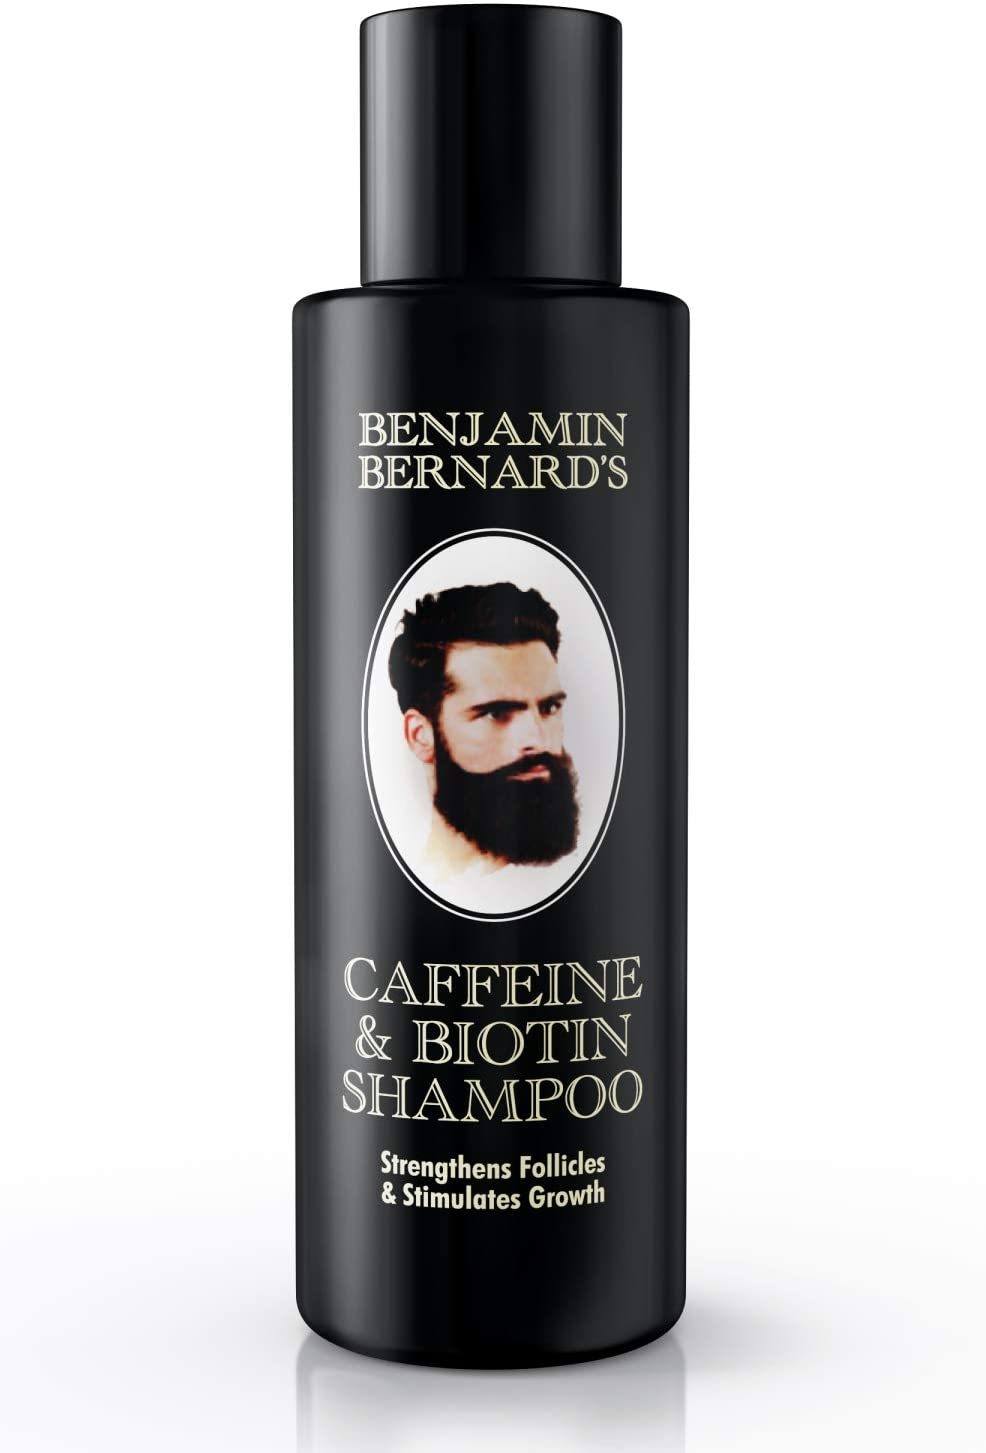 BENJAMIN
BERNARD'S
CAFFEINE
& BIOTIN
SHAMPOO
Strengthens Follicles
& Stimulates Growth